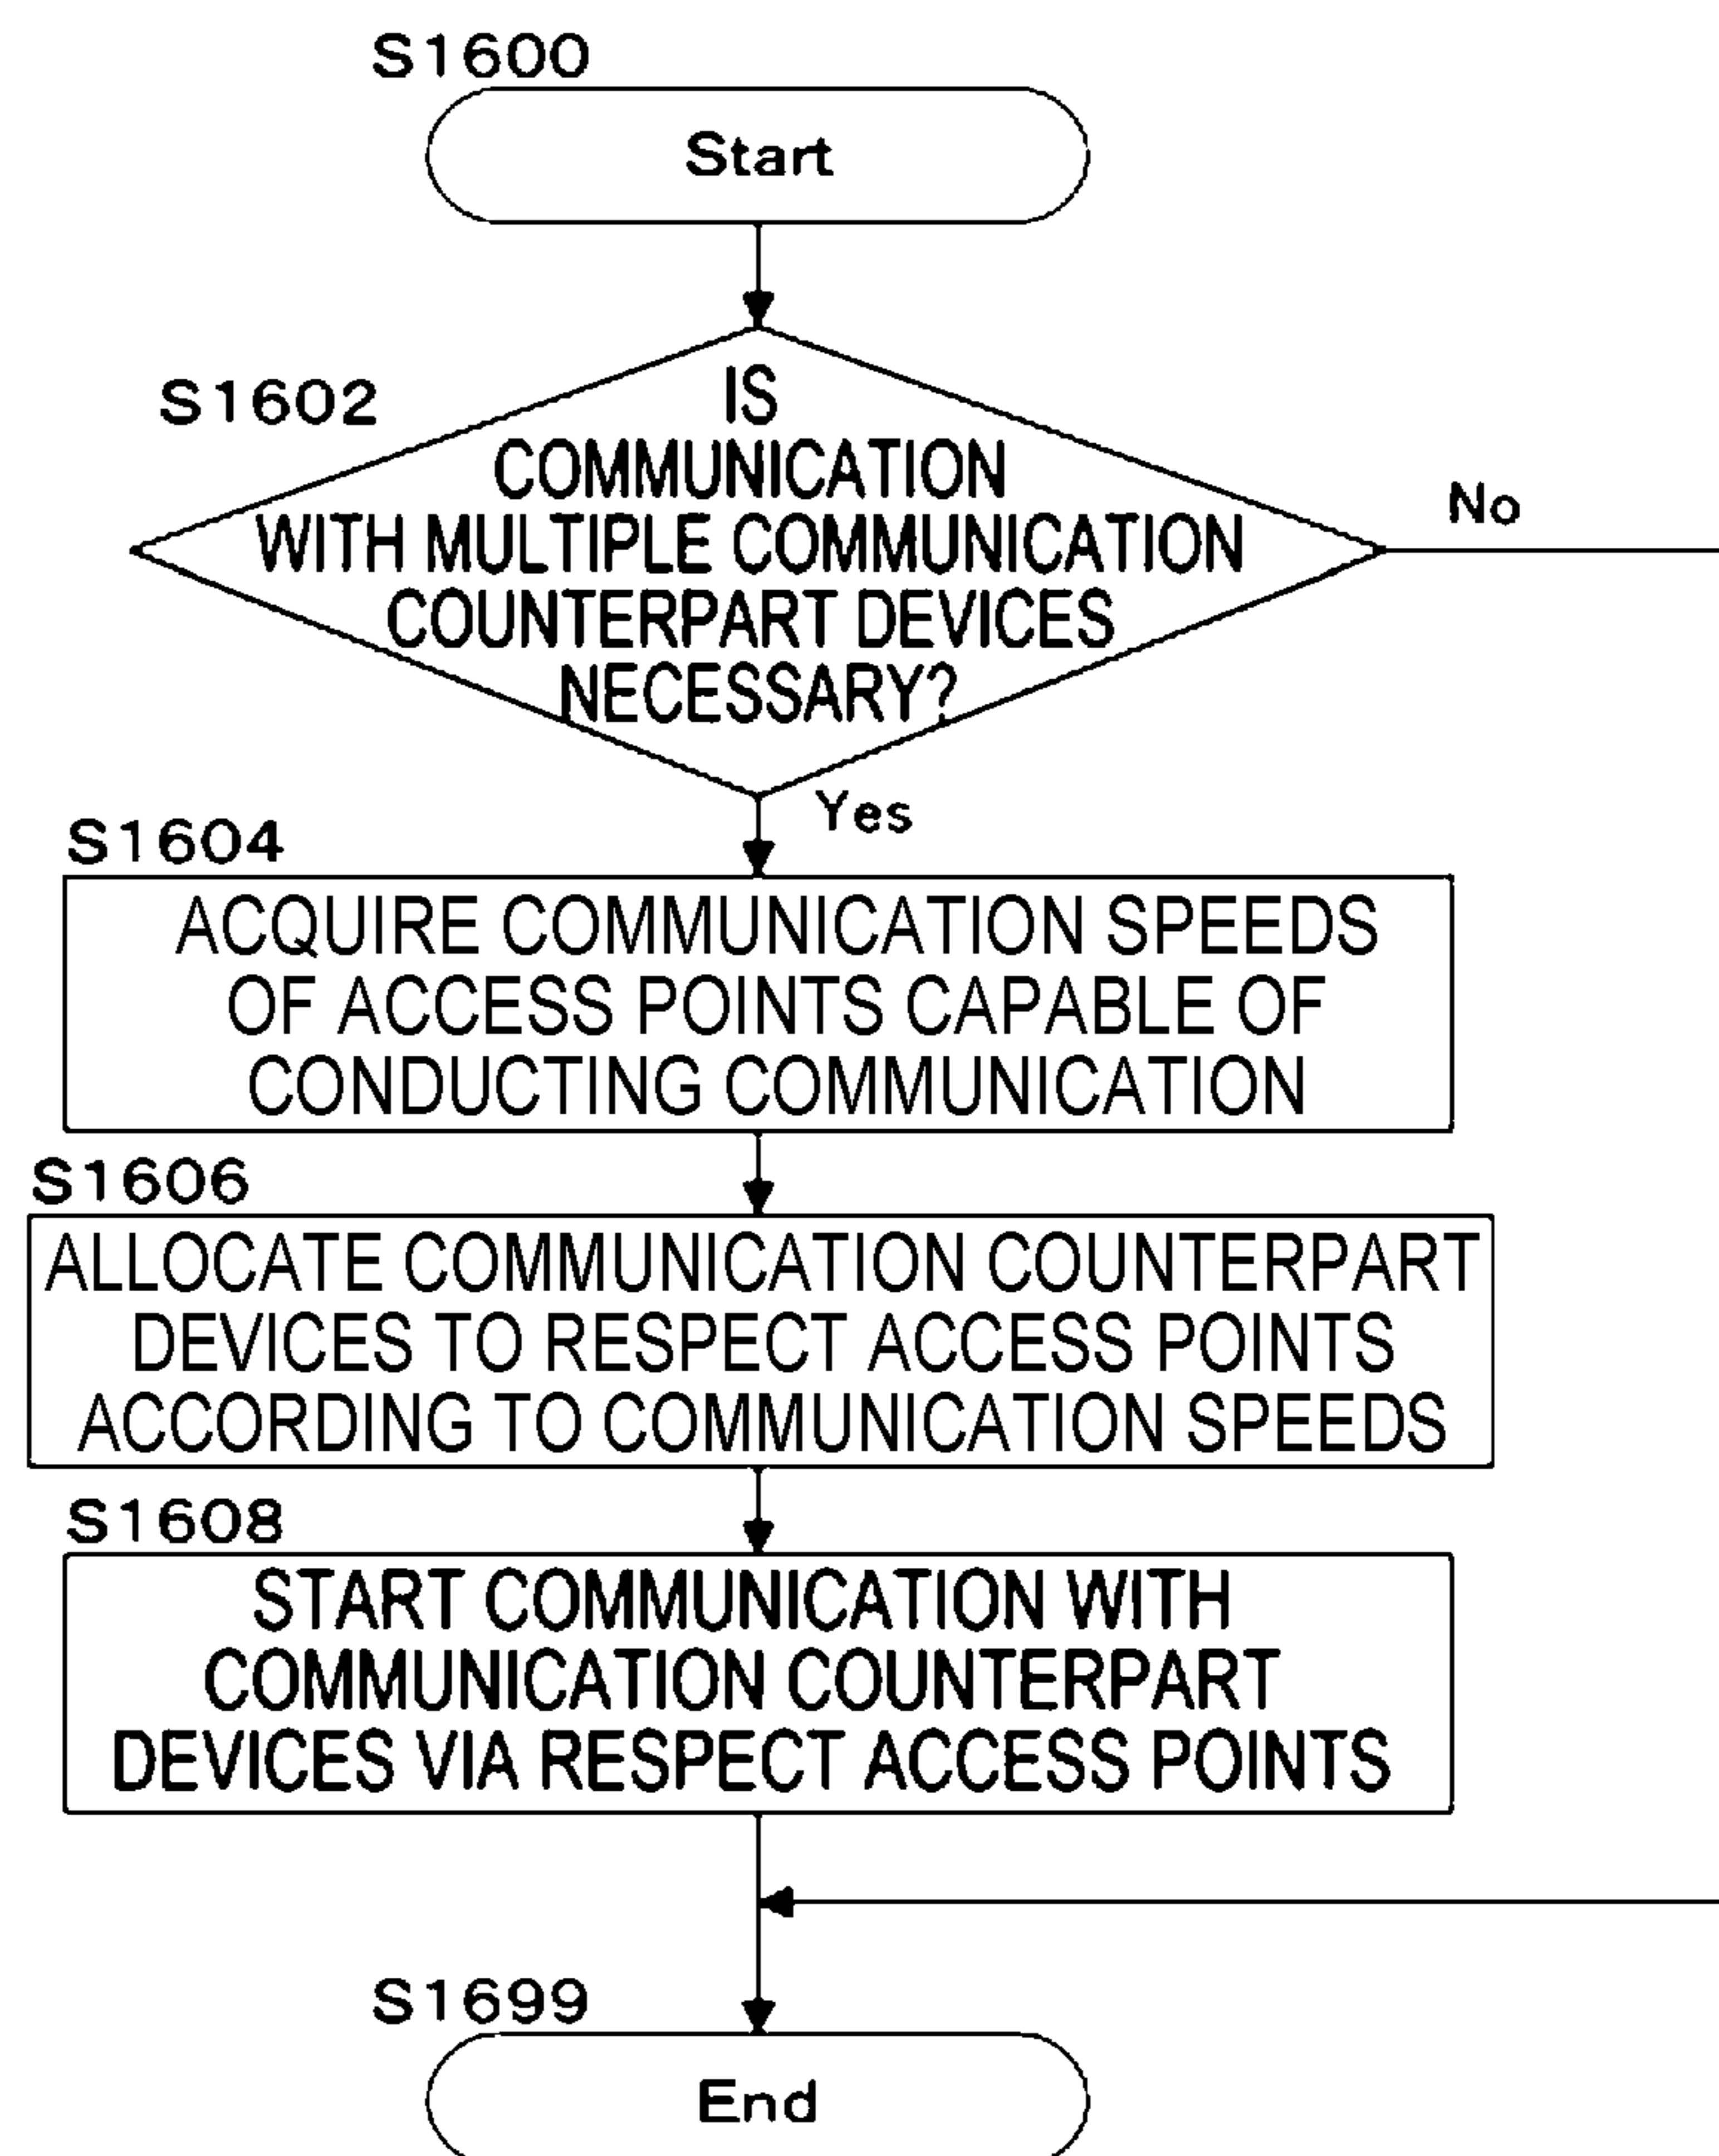 S1600
Start
S1602
IS
COMMUNICATION
WITH MULTIPLE COMMUNICATION
COUNTERPART DEVICES
NECESSARY?
No
Yes
S1604
ACQUIRE COMMUNICATION SPEEDS
OF ACCESS POINTS CAPABLE OF
CONDUCTING COMMUNICATION
S1606
ALLOCATE COMMUNICATION COUNTERPART
DEVICES TO RESPECT ACCESS POINTS
ACCORDING TO COMMUNICATION SPEEDS
S1608
START COMMUNICATION WITH
COMMUNICATION COUNTERPART
DEVICES VIA RESPECT ACCESS POINTS
S1699
End